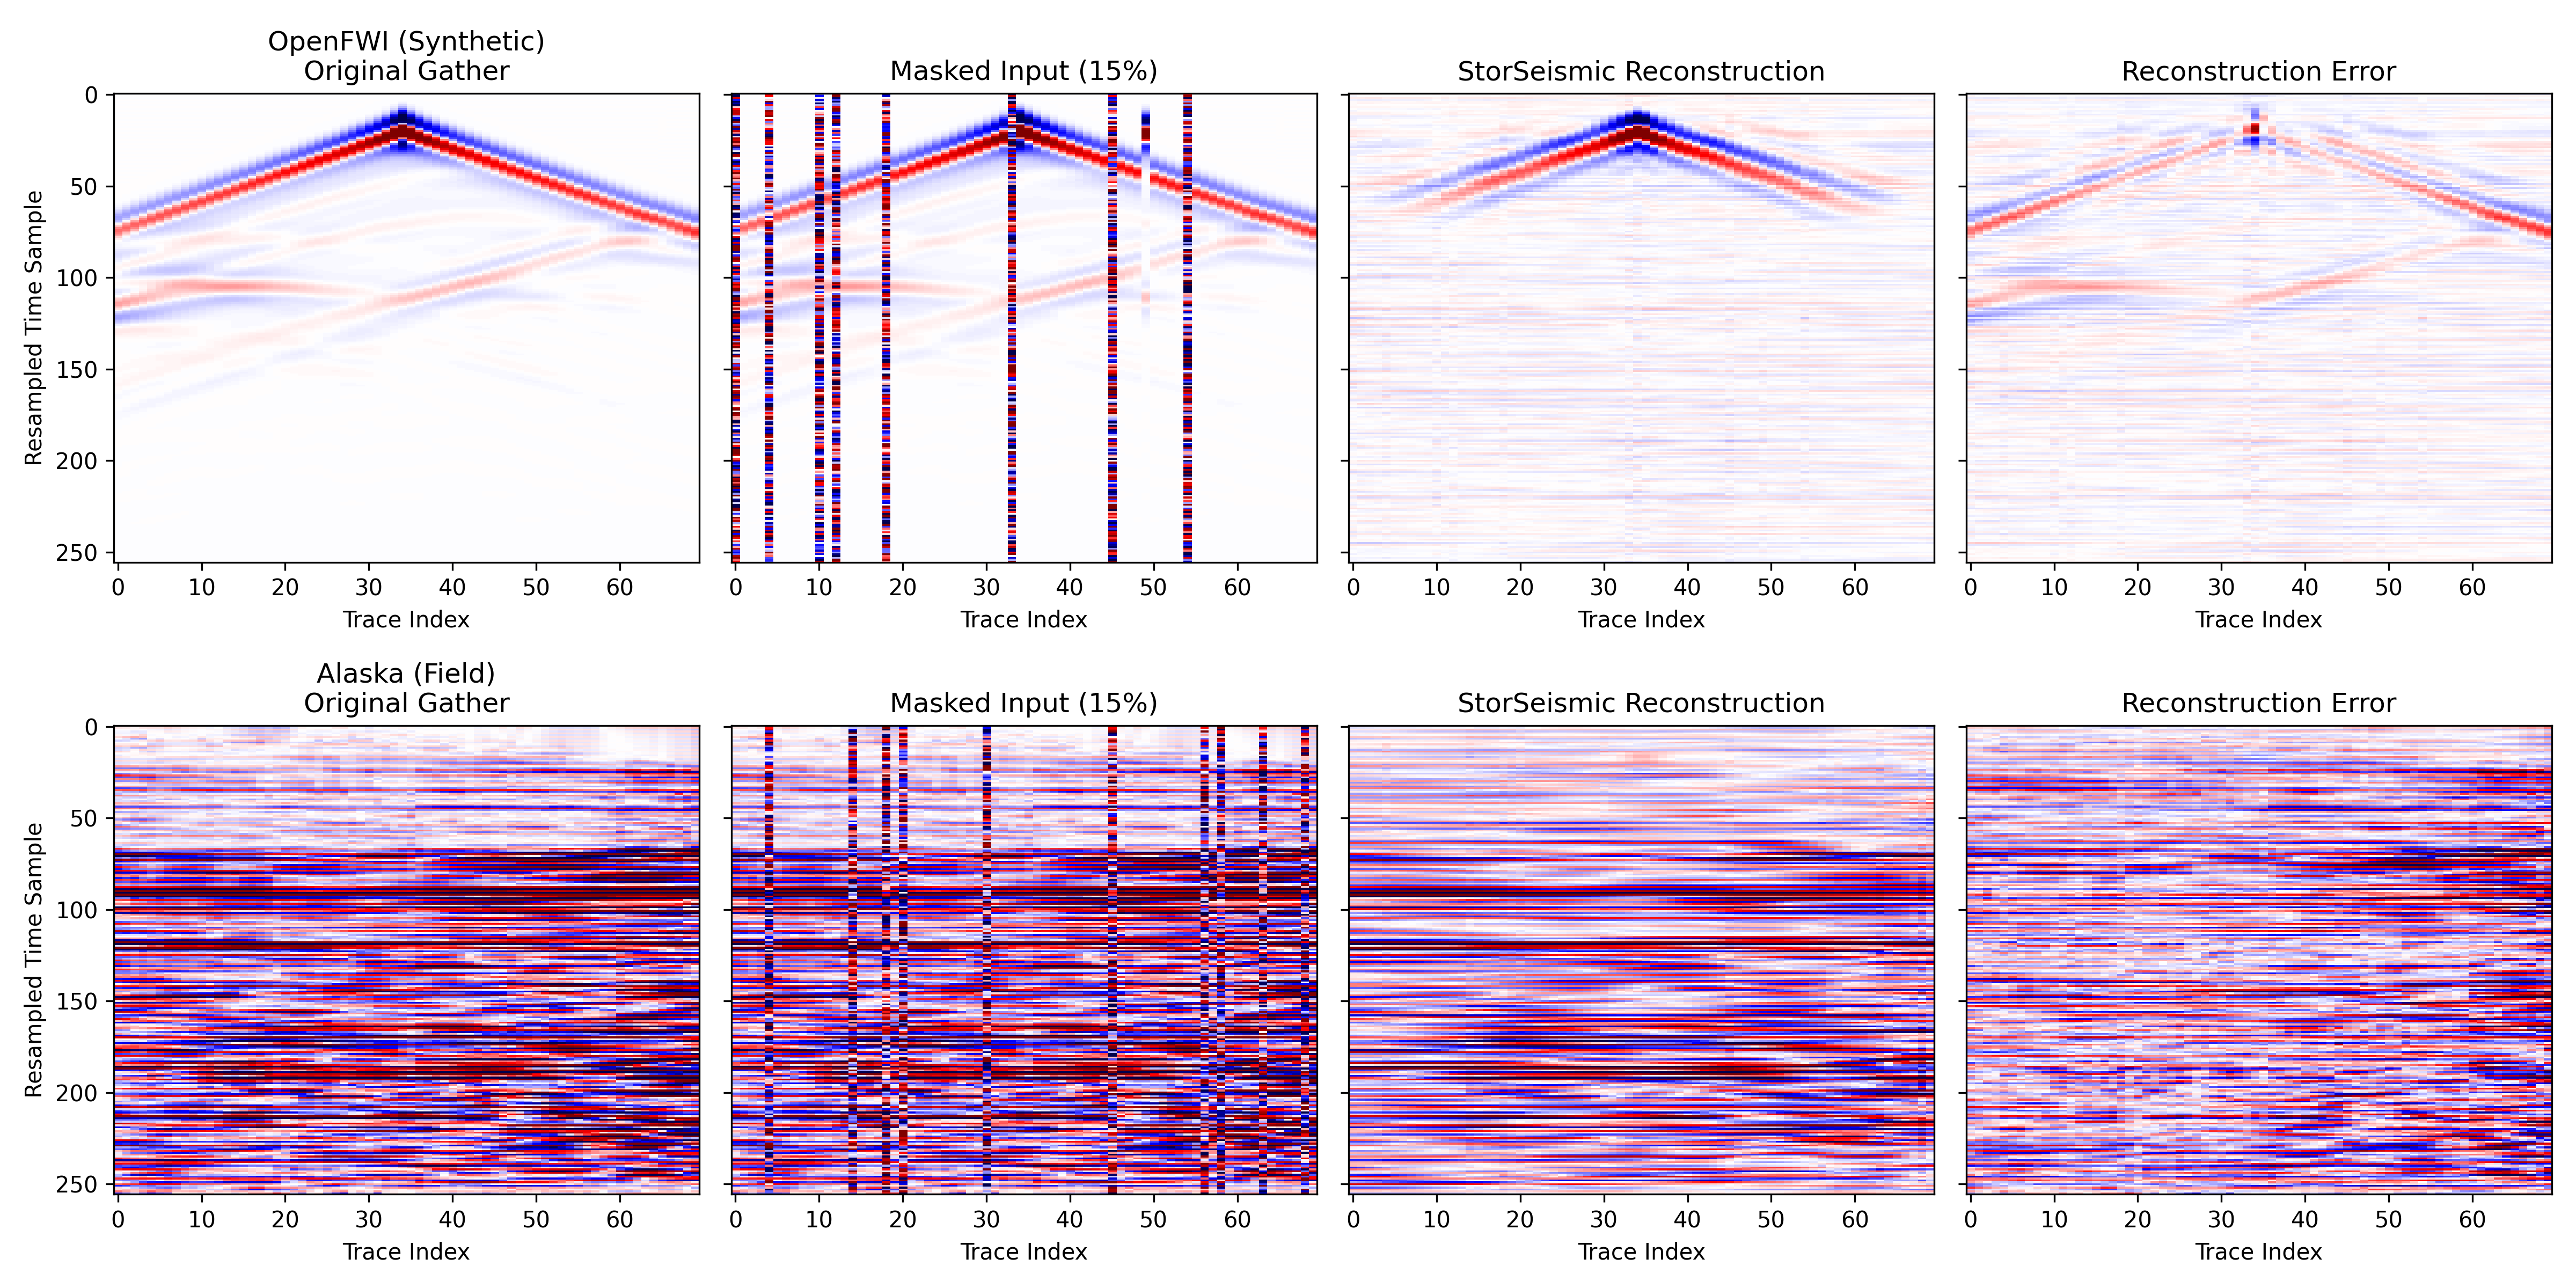 OpenFWI (Synthetic)
Original Gather
Masked Input (15%)
StorSeismic Reconstruction
Reconstruction Error
Resampled Time Sample
0
50
100
150
200
250
0 10 20 30 40 50 60
0 10 20 30 40 50 60
0 10 20 30 40 50 60
0 10 20 30 40 50 60
Trace Index
Trace Index
Trace Index
Trace Index
Alaska (Field)
Original Gather
Masked Input (15%)
StorSeismic Reconstruction
Reconstruction Error
Resampled Time Sample
0
50
100
150
200
250
0 10 20 30 40 50 60
0 10 20 30 40 50 60
0 10 20 30 40 50 60
0 10 20 30 40 50 60
Trace Index
Trace Index
Trace Index
Trace Index